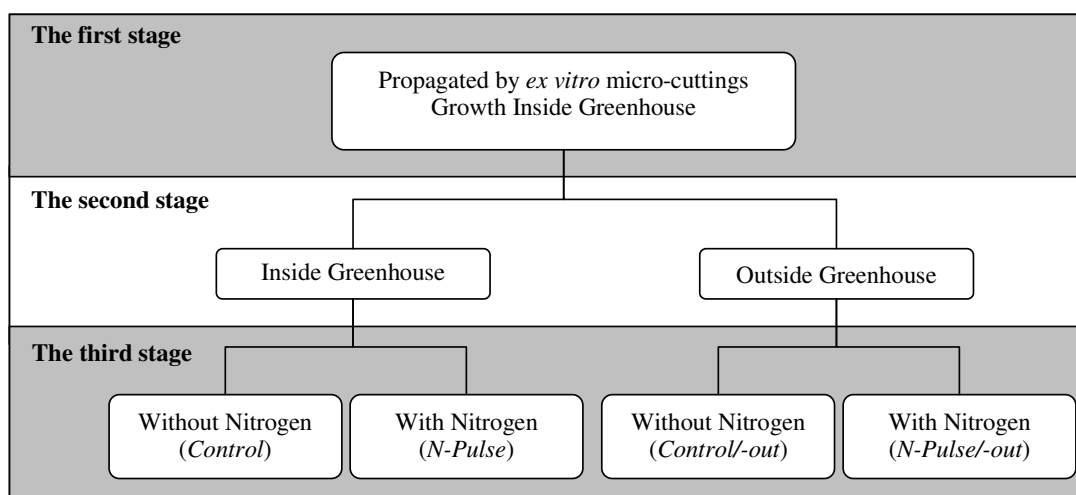 The first stage
Propagated by ex vitro micro-cuttings
Growth Inside Greenhouse
The second stage
Inside Greenhouse
Outside Greenhouse
The third stage
Without Nitrogen
(Control)
With Nitrogen
(N-Pulse)
Without Nitrogen
(Control/-out)
With Nitrogen
(N-Pulse/-out)